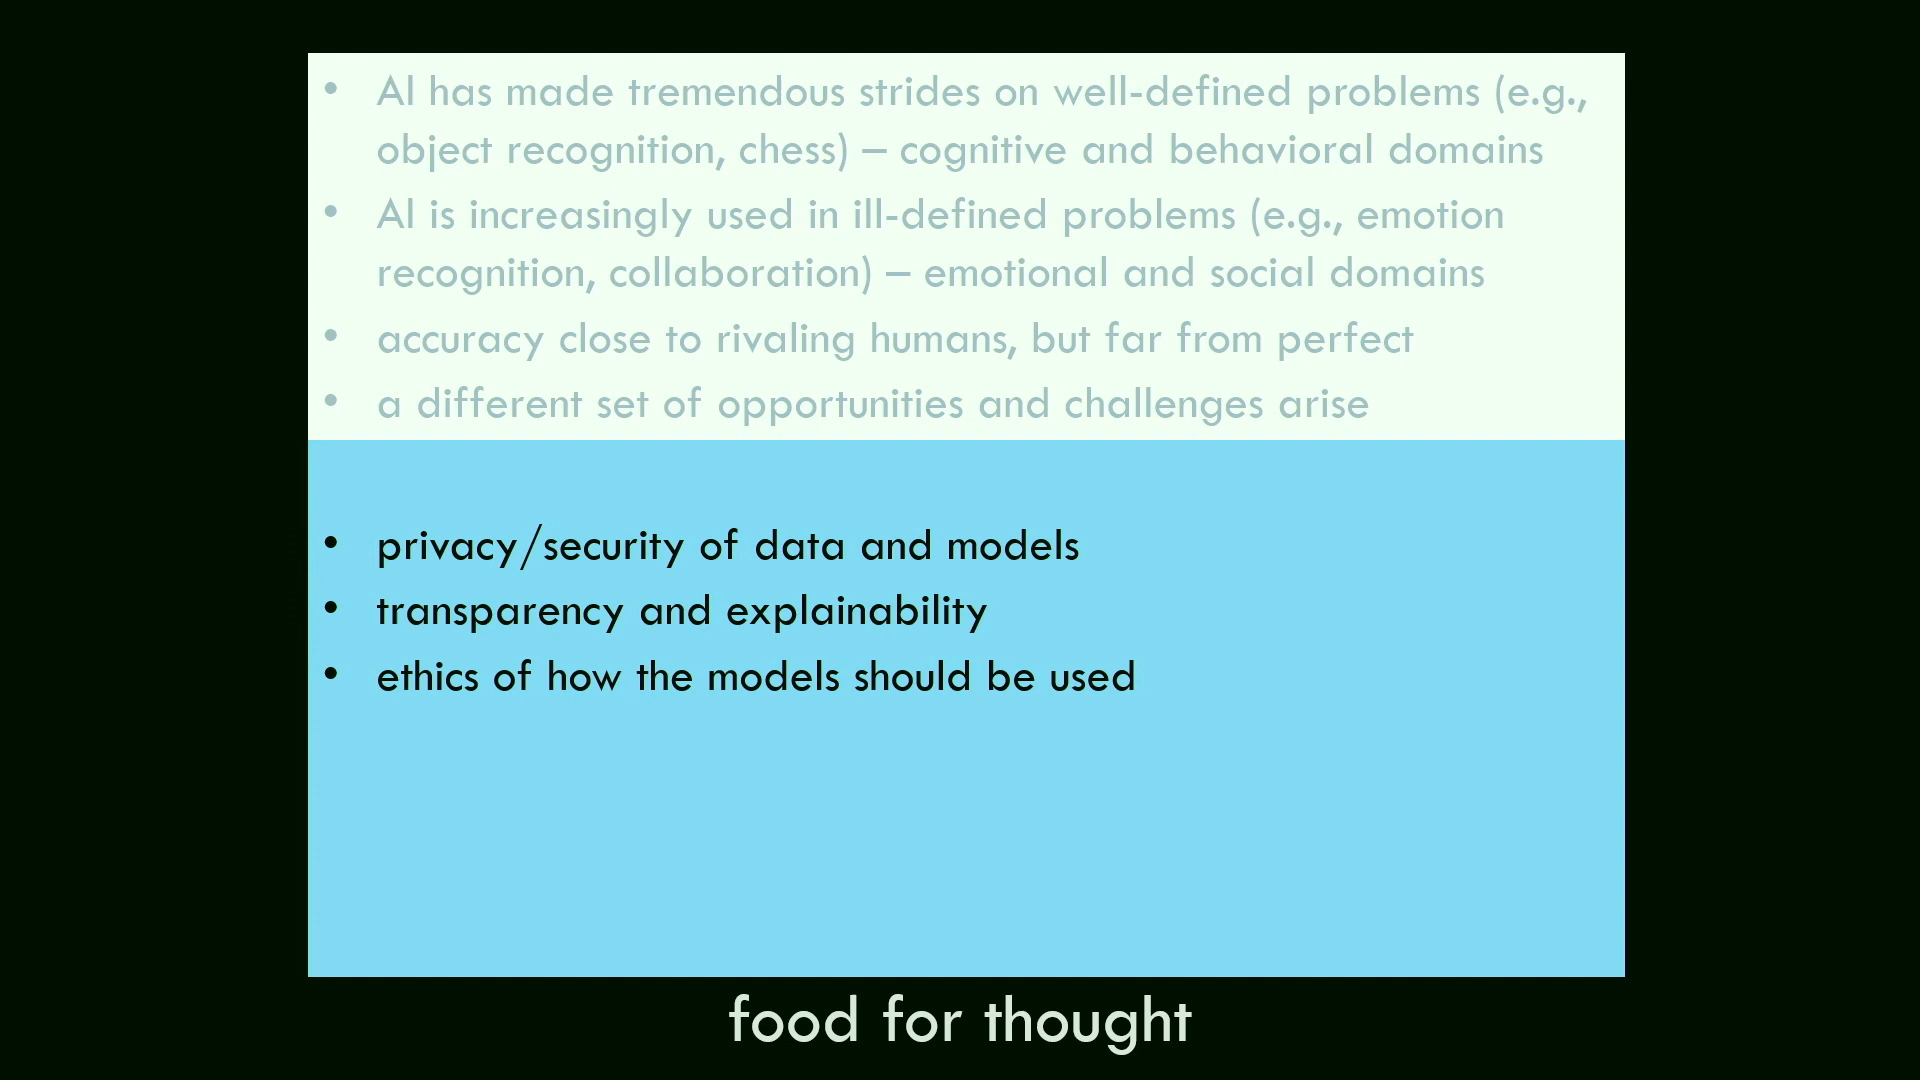 • AI has made tremendous strides on well-defined problems (e.g.,
object recognition, chess) – cognitive and behavioral domains
• AI is increasingly used in ill-defined problems (e.g., emotion
recognition, collaboration) – emotional and social domains
• accuracy close to rivaling humans, but far from perfect
• a different set of opportunities and challenges arise
• privacy/security of data and models
• transparency and explainability
• ethics of how the models should be used
food for thought